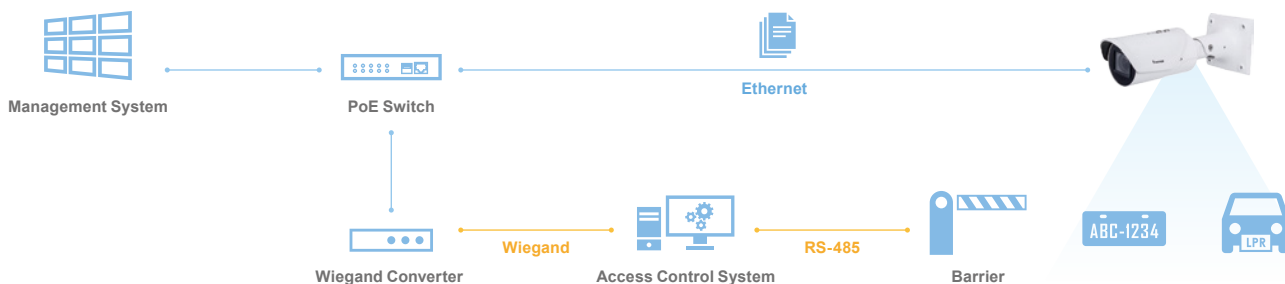 Ethernet
Management System
PoE Switch
ABC-1234
LPR
Wiegand
RS-485
Wiegand Converter
Access Control System
Barrier